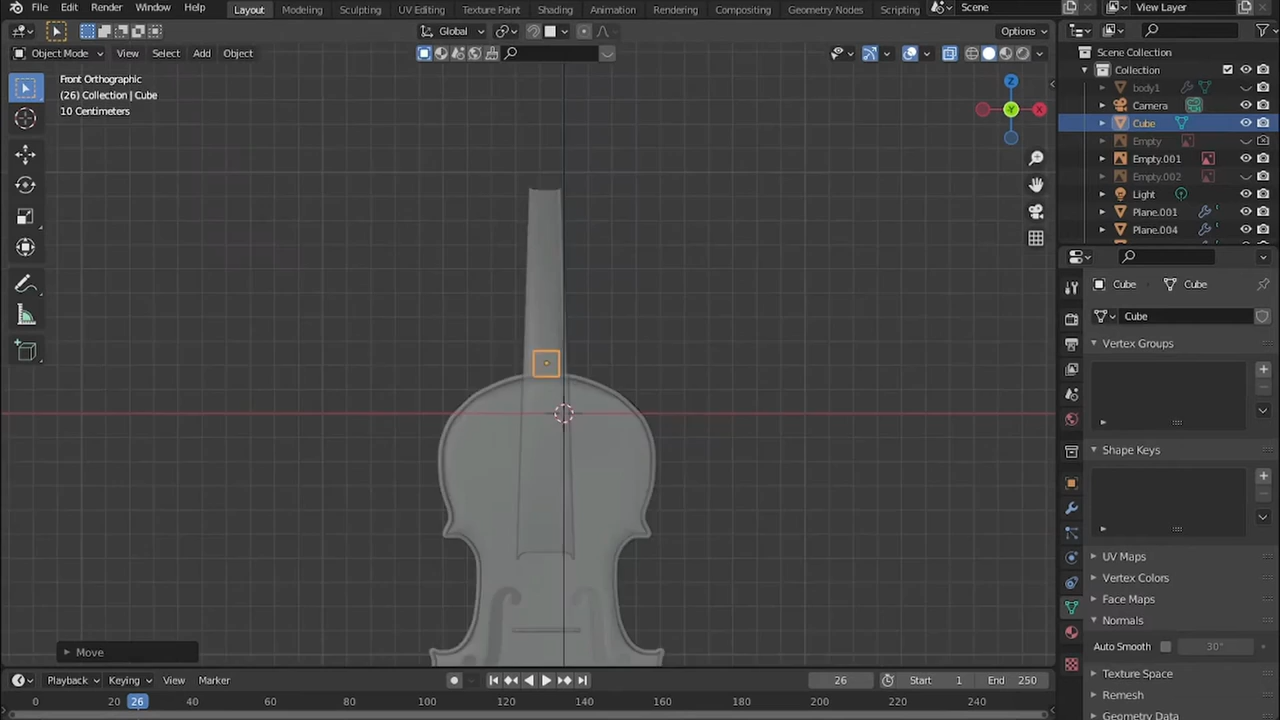 File Edit Render Window Help Layout Modeling Sculpting UV Editing Texture Paint Shading Animation Rendering Compositing Geometry Nodes Scripting Scene View Layer
Global Options
Object Mode View Select Add Object
Front Orthographic
(26) Collection | Cube
10 Centimeters
Z
Y
X
Move
Scene Collection
Collection
body1
Camera
Cube
Empty
Empty.001
Empty.002
Light
Plane.001
Plane.004
Cube Cube
Cube
Vertex Groups
Shape Keys
UV Maps
Vertex Colors
Face Maps
Normals
Auto Smooth 30°
Texture Space
Remesh
Geometry Data
Playback Keying View Marker 26 Start 1 End 250
0 20 26 40 60 80 100 120 140 160 180 200 220 240